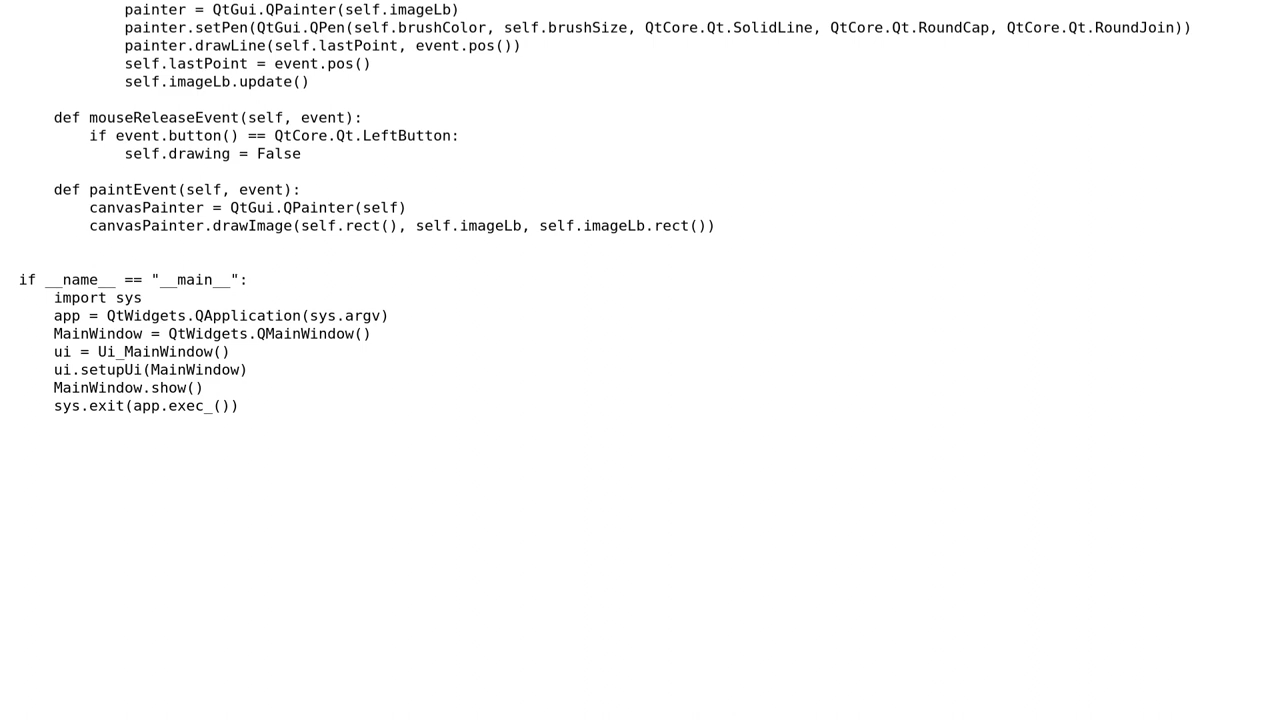 painter = QtGui.QPainter(self.imageLb)
painter.setPen(QtGui.QPen(self.brushColor, self.brushSize, QtCore.Qt.SolidLine, QtCore.Qt.RoundCap, QtCore.Qt.RoundJoin))
painter.drawLine(self.lastPoint, event.pos())
self.lastPoint = event.pos()
self.imageLb.update()
def mouseReleaseEvent(self, event):
if event.button() == QtCore.Qt.LeftButton:
self.drawing = False
def paintEvent(self, event):
canvasPainter = QtGui.QPainter(self)
canvasPainter.drawImage(self.rect(), self.imageLb, self.imageLb.rect())
if __name__ == "__main__":
import sys
app = QtWidgets.QApplication(sys.argv)
MainWindow = QtWidgets.QMainWindow()
ui = Ui_MainWindow()
ui.setupUi(MainWindow)
MainWindow.show()
sys.exit(app.exec_())